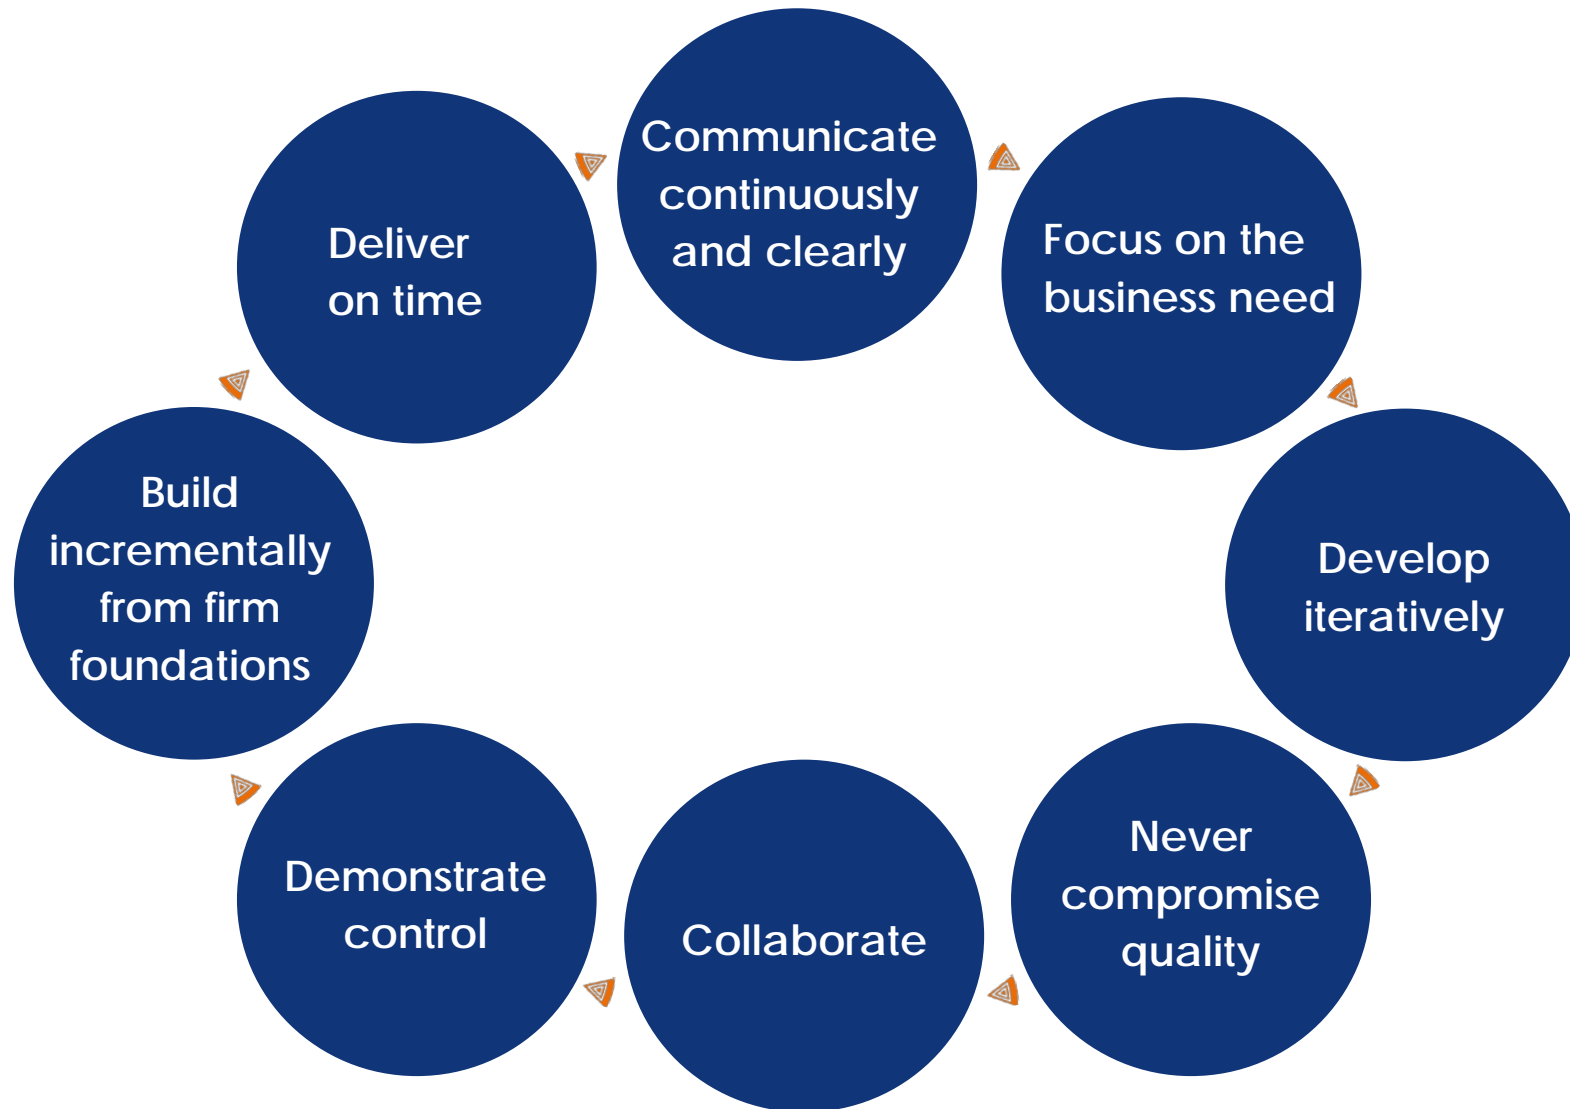 Communicate
continuously
and clearly
Focus on the
business need
Develop
iteratively
Never
compromise
quality
Collaborate
Demonstrate
control
Build
incrementally
from firm
foundations
Deliver
on time